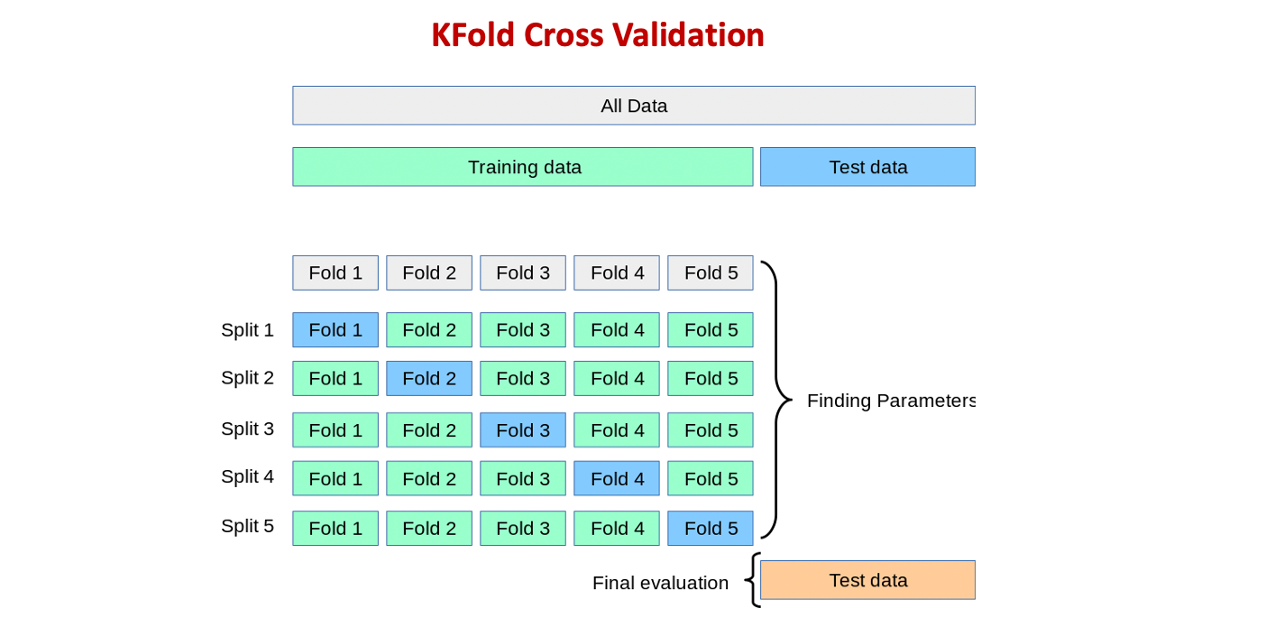 KFold Cross Validation
All Data
Training data Test data
Fold 1 Fold 2 Fold 3 Fold 4 Fold 5
Split 1 Fold 1 Fold 2 Fold 3 Fold 4 Fold 5
Split 2 Fold 1 Fold 2 Fold 3 Fold 4 Fold 5
Finding Parameters
Split 3 Fold 1 Fold 2 Fold 3 Fold 4 Fold 5
Split 4 Fold 1 Fold 2 Fold 3 Fold 4 Fold 5
Split 5 Fold 1 Fold 2 Fold 3 Fold 4 Fold 5
Final evaluation Test data